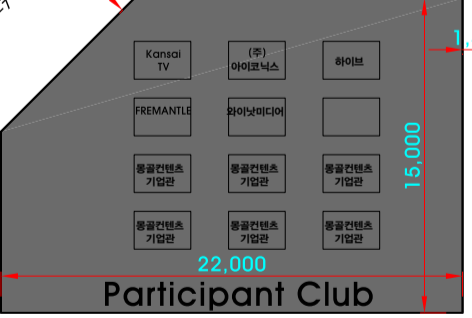 Kansai
TV
(주)
아이코닉스
하이브
FREMANTLE
와이낫미디어
몽골컨텐츠
기업관
몽골컨텐츠
기업관
몽골컨텐츠
기업관
몽골컨텐츠
기업관
몽골컨텐츠
기업관
몽골컨텐츠
기업관
15,000
22,000
Participant Club